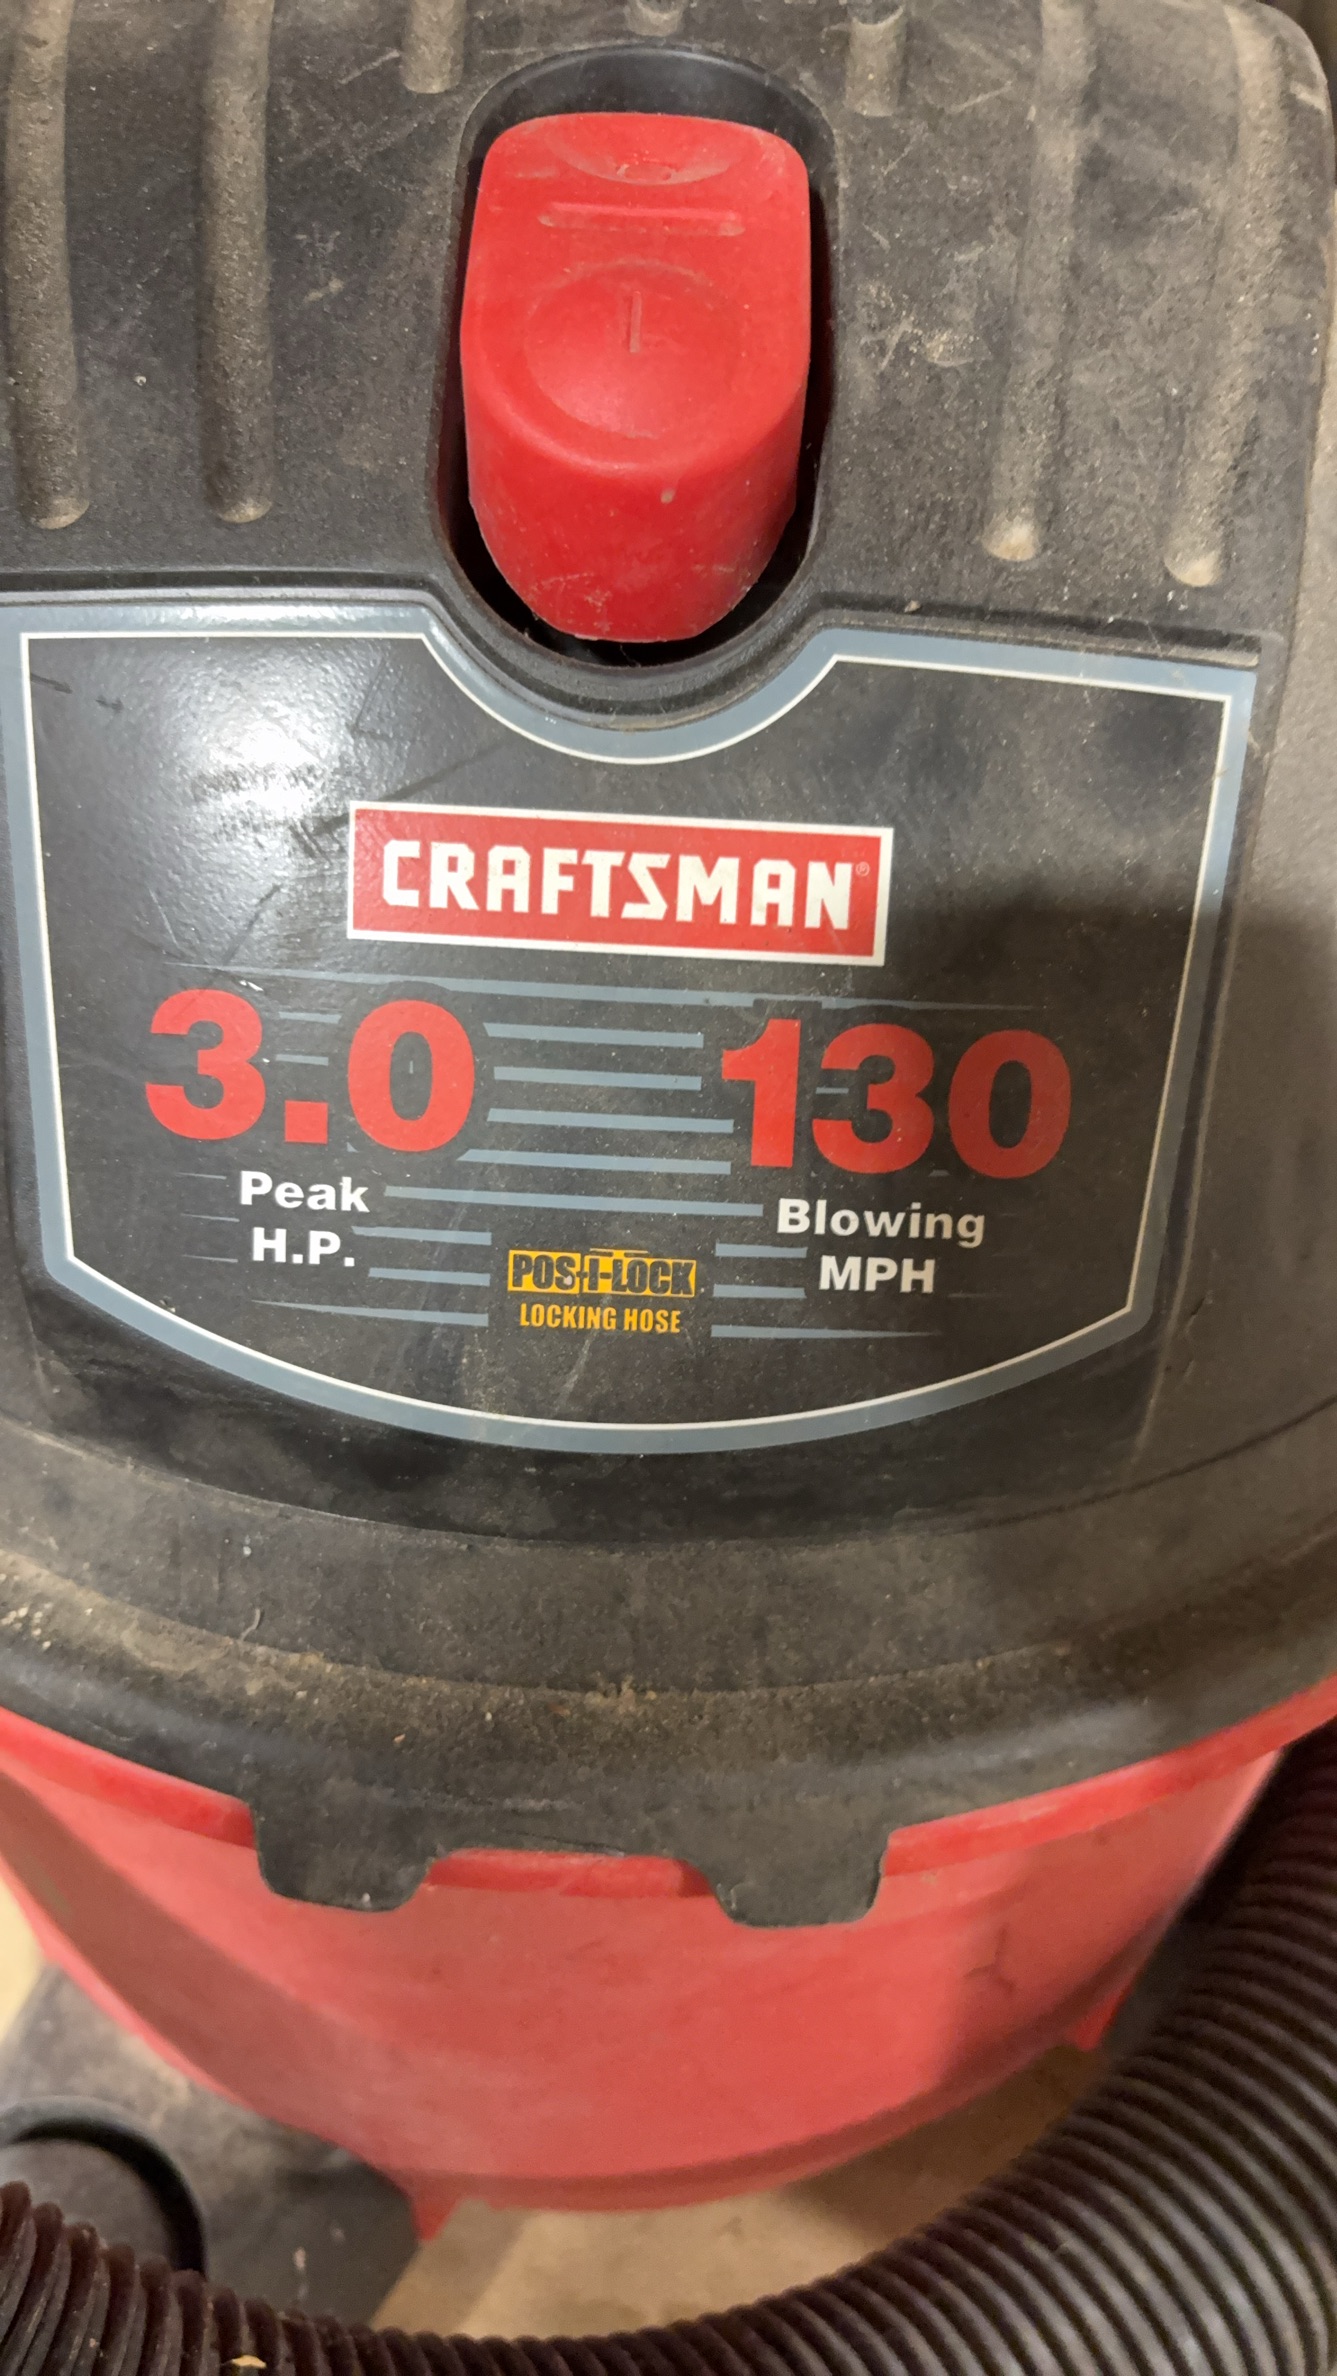 CRAFTSMAN®
3.0 130
Peak
H.P.
Blowing
MPH
POS-I-LOCK
LOCKING HOSE